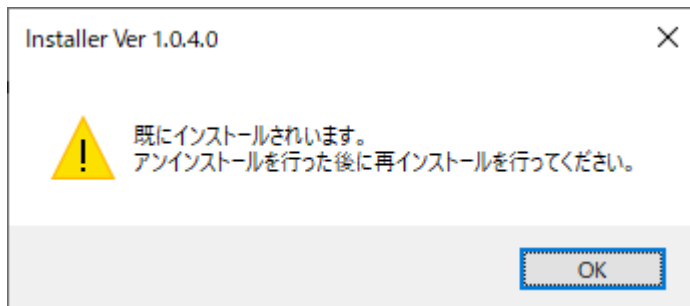 Installer Ver 1.0.4.0
既にインストールされいます。
アンインストールを行った後に再インストールを行ってください。
OK